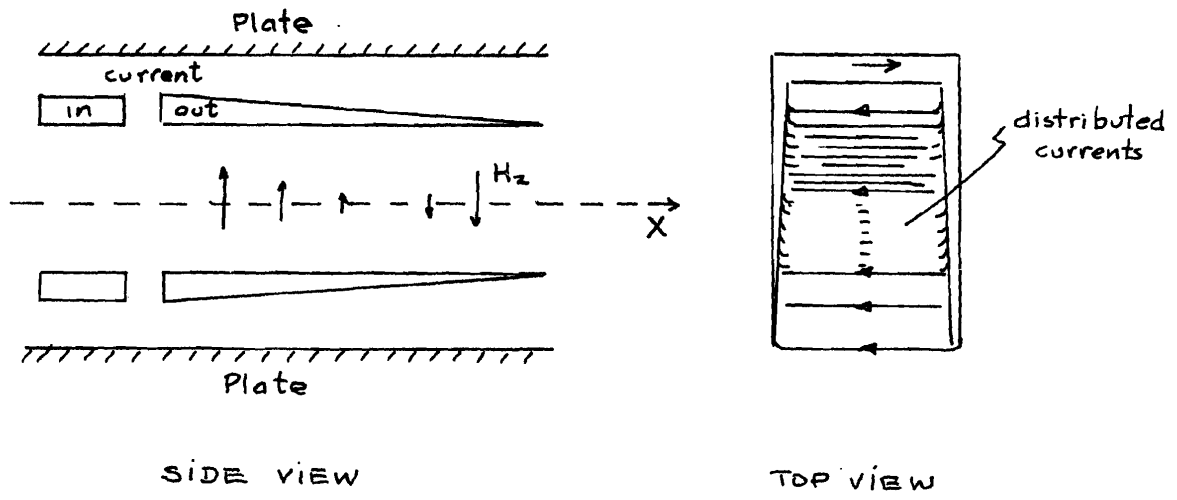 Plate
current
in
out
Hz
X
Plate
SIDE VIEW
distributed
currents
TOP VIEW